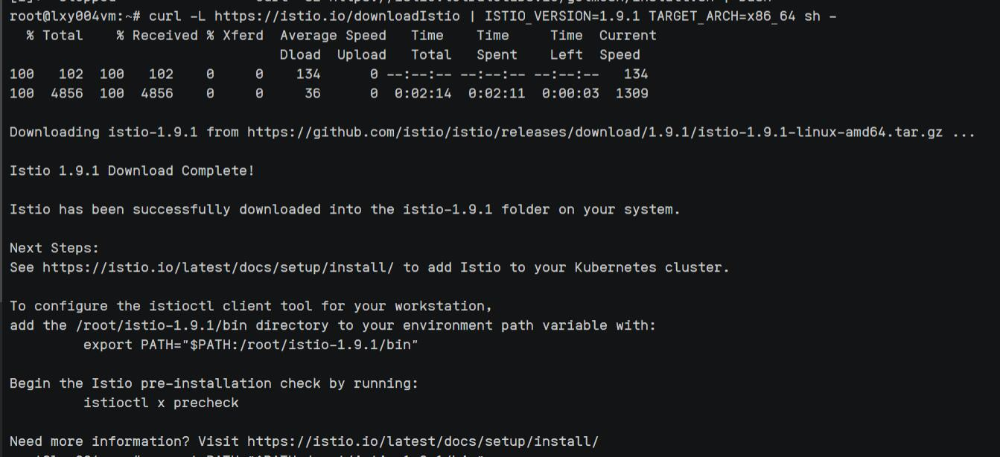 root@lxy004vm:~# curl -L https://istio.io/downloadIstio | ISTIO_VERSION=1.9.1 TARGET_ARCH=x86_64 sh -
  % Total    % Received % Xferd  Average Speed   Time    Time     Time  Current
                                 Dload  Upload   Total   Spent    Left  Speed
100   102  100   102    0     0    134      0 --:--:-- --:--:-- --:--:--   134
100  4856  100  4856    0     0     36      0  0:02:14  0:02:11  0:00:03  1309
Downloading istio-1.9.1 from https://github.com/istio/istio/releases/download/1.9.1/istio-1.9.1-linux-amd64.tar.gz ...
Istio 1.9.1 Download Complete!
Istio has been successfully downloaded into the istio-1.9.1 folder on your system.
Next Steps:
See https://istio.io/latest/docs/setup/install/ to add Istio to your Kubernetes cluster.
To configure the istioctl client tool for your workstation,
add the /root/istio-1.9.1/bin directory to your environment path variable with:
         export PATH="$PATH:/root/istio-1.9.1/bin"
Begin the Istio pre-installation check by running:
         istioctl x precheck
Need more information? Visit https://istio.io/latest/docs/setup/install/